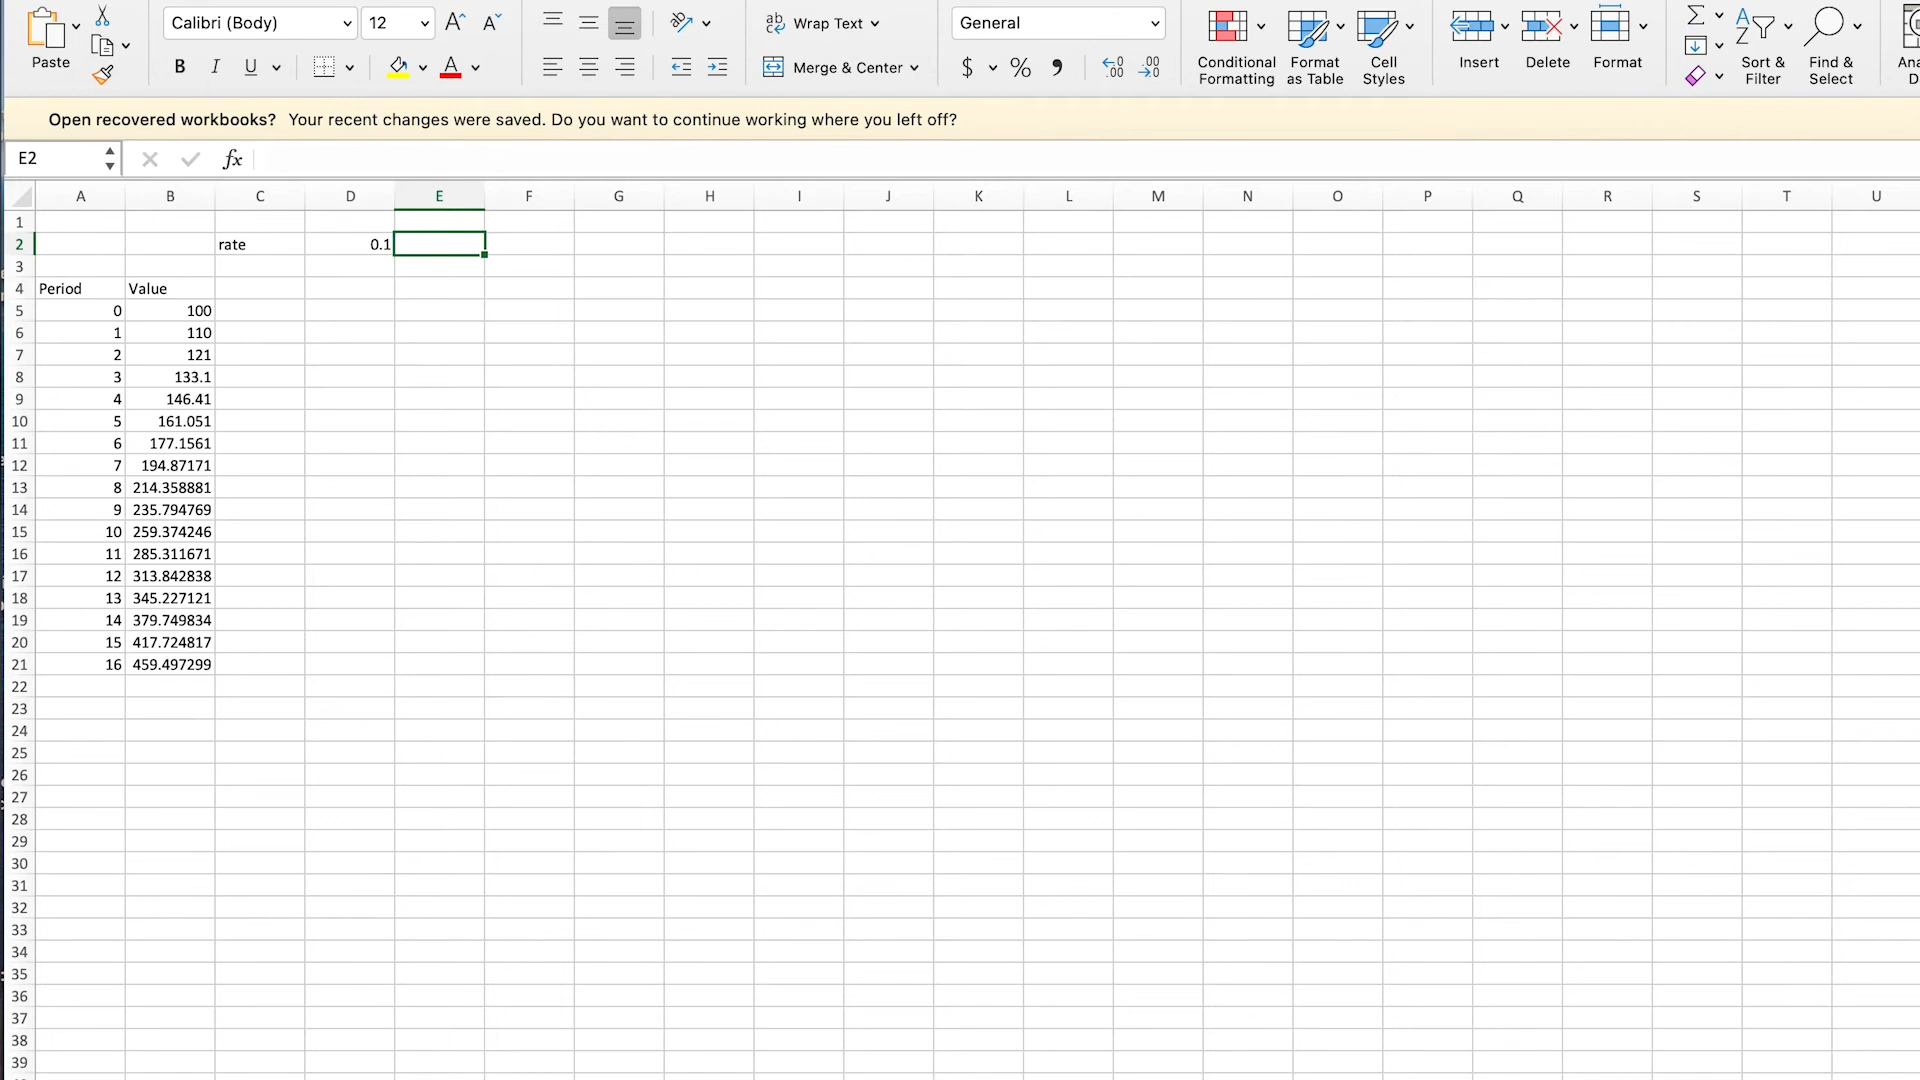 Calibri (Body) 12 A^ A˅ ab Wrap Text General
Paste B I U A Merge & Center $ % 9 .00 .0 Conditional Formatting Format as Table Cell Styles Insert Delete Format Sort & Filter Find & Select
Open recovered workbooks? Your recent changes were saved. Do you want to continue working where you left off?
E2 fx
A B C D E F G H I J K L M N O P Q R S T U
1
2 rate 0.1
3
4 Period Value
5 0 100
6 1 110
7 2 121
8 3 133.1
9 4 146.41
10 5 161.051
11 6 177.1561
12 7 194.87171
13 8 214.358881
14 9 235.794769
15 10 259.374246
16 11 285.311671
17 12 313.842838
18 13 345.227121
19 14 379.749834
20 15 417.724817
21 16 459.497299
22
23
24
25
26
27
28
29
30
31
32
33
34
35
36
37
38
39